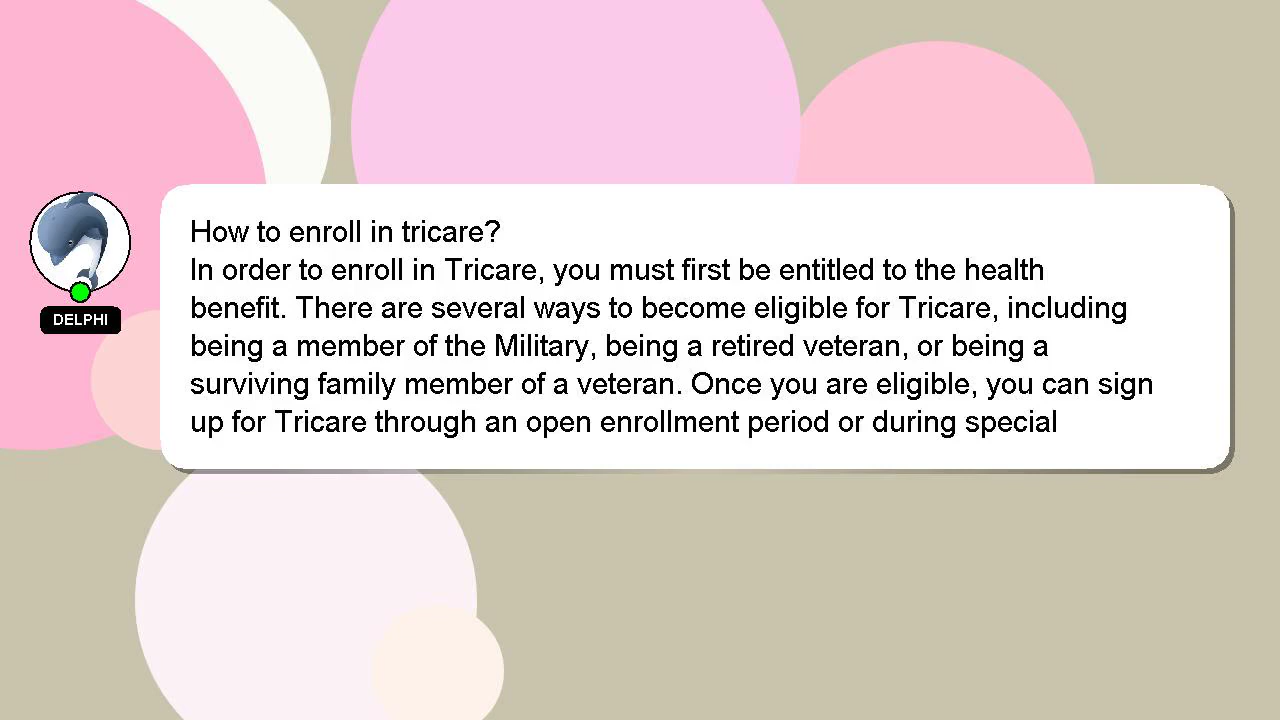 How to enroll in tricare?
In order to enroll in Tricare, you must first be entitled to the health
benefit. There are several ways to become eligible for Tricare, including
being a member of the Military, being a retired veteran, or being a
surviving family member of a veteran. Once you are eligible, you can sign
up for Tricare through an open enrollment period or during special
DELPHI